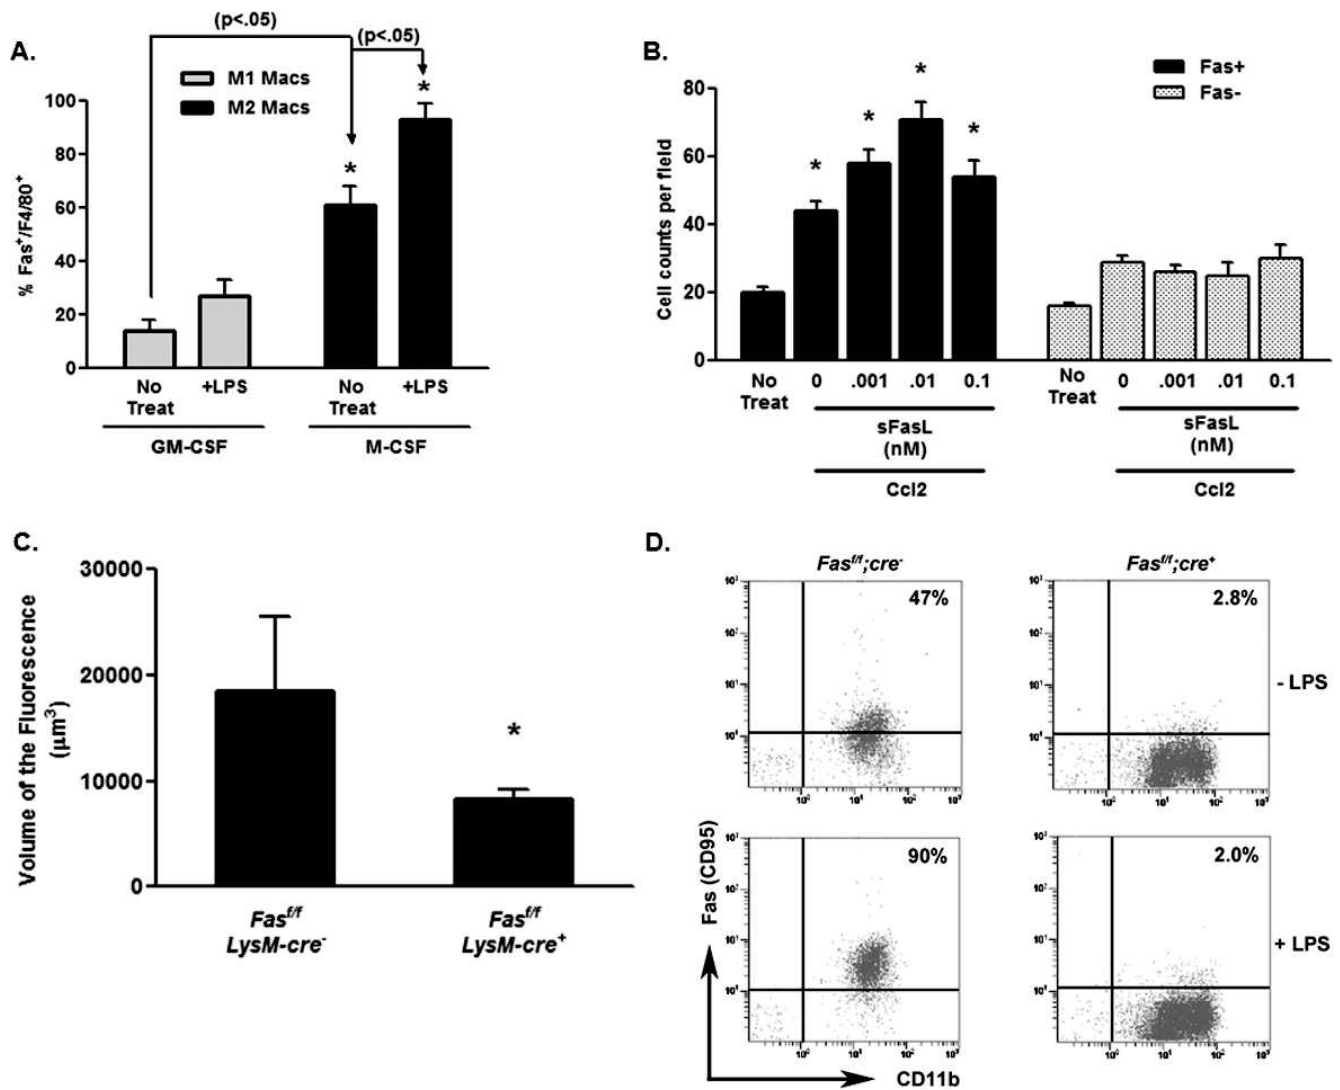 A.
(p<.05)
(p<.05)
M1 Macs
M2 Macs
% Fas⁺/F4/80⁺
100
80
60
40
20
0
No Treat
+LPS
No Treat
+LPS
GM-CSF
M-CSF
*
*
B.
Fas+
Fas-
Cell counts per field
80
60
40
20
0
*
*
*
*
No Treat
0
.001
.01
0.1
No Treat
0
.001
.01
0.1
sFasL
(nM)
sFasL
(nM)
Ccl2
Ccl2
C.
Volume of the Fluorescence
(μm³)
30000
20000
10000
0
*
Fasᶠ/ᶠ
LysM-cre⁻
Fasᶠ/ᶠ
LysM-cre⁺
D.
Fasᶠ/ᶠ;cre⁻
Fasᶠ/ᶠ;cre⁺
47%
2.8%
- LPS
90%
2.0%
+ LPS
Fas (CD95)
CD11b